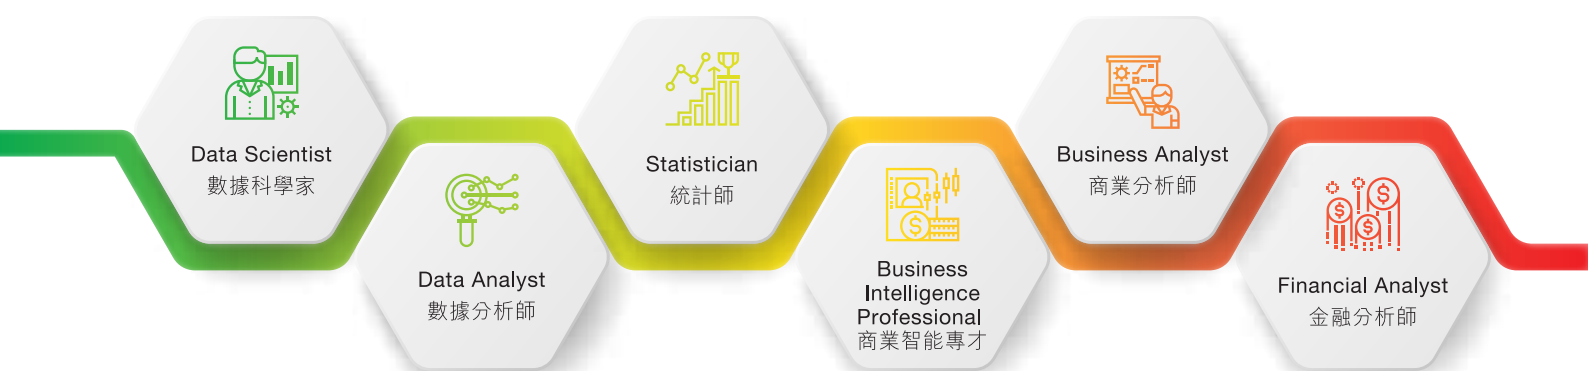 Data Scientist
數據科學家
Data Analyst
數據分析師
Statistician
統計師
Business
Intelligence
Professional
商業智能專才
Business Analyst
商業分析師
Financial Analyst
金融分析師